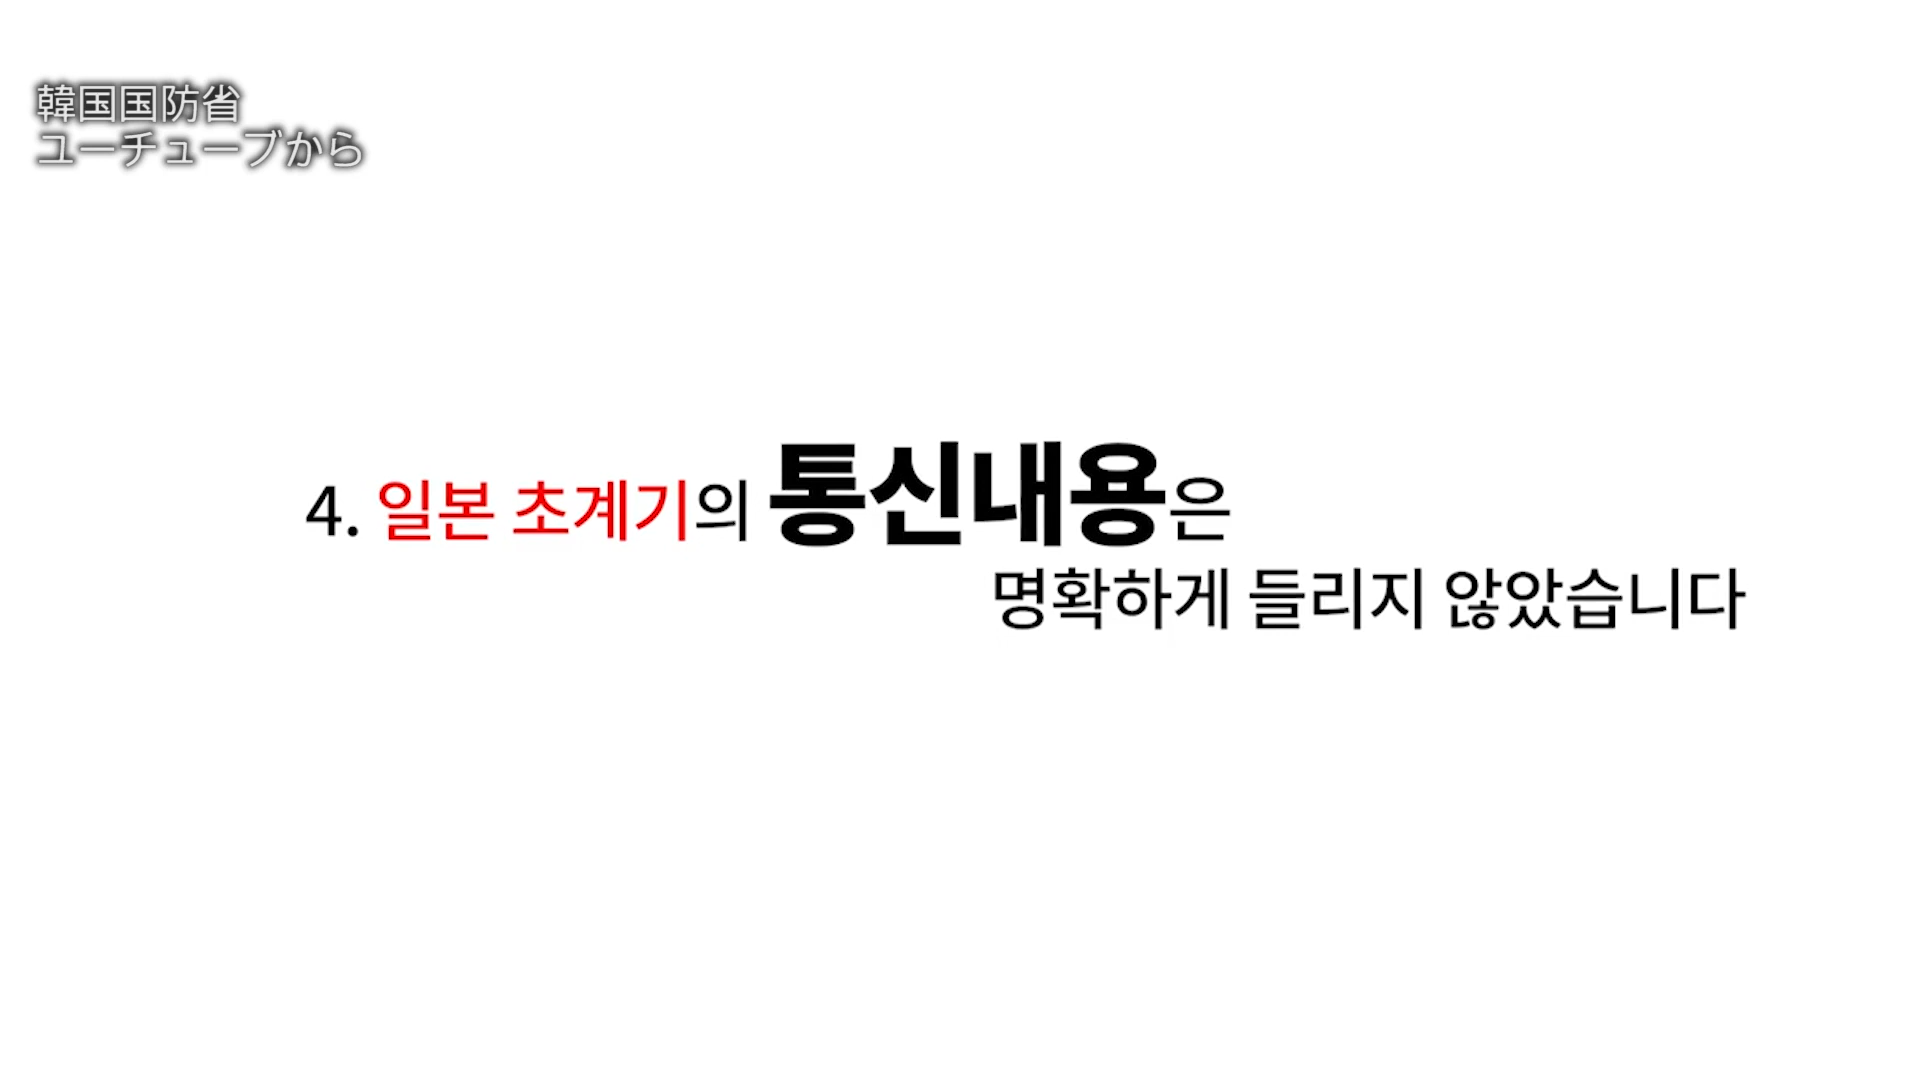 韓国国防省
ユーチューブから
4. 일본 초계기의 통신내용은
명확하게 들리지 않았습니다